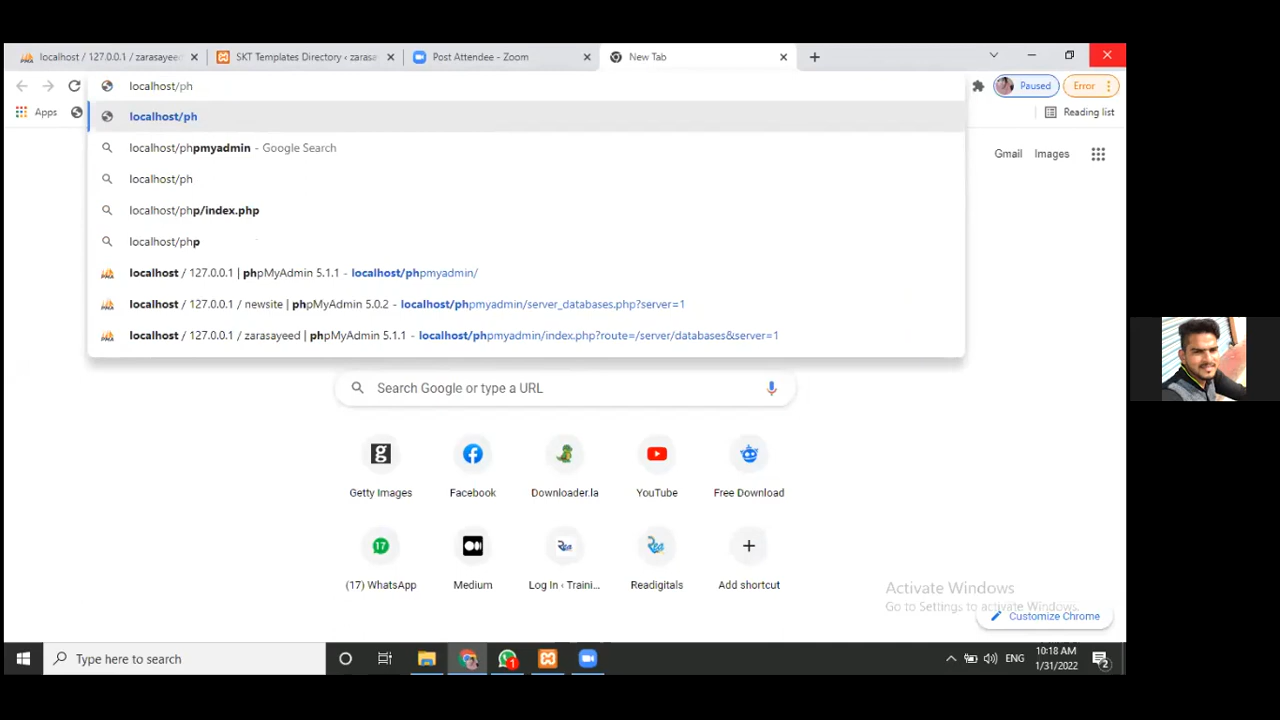 localhost / 127.0.0.1 / zarasayeed
SKT Templates Directory ‹ zarasa
Post Attendee - Zoom
New Tab
localhost/ph
Paused
Error
Apps
Reading list
localhost/ph
localhost/phpmyadmin - Google Search
Gmail
Images
localhost/ph
localhost/php/index.php
localhost/php
localhost / 127.0.0.1 | phpMyAdmin 5.1.1 - localhost/phpmyadmin/
localhost / 127.0.0.1 / newsite | phpMyAdmin 5.0.2 - localhost/phpmyadmin/server_databases.php?server=1
localhost / 127.0.0.1 / zarasayeed | phpMyAdmin 5.1.1 - localhost/phpmyadmin/index.php?route=/server/databases&server=1
Search Google or type a URL
Getty Images
Facebook
Downloader.la
YouTube
Free Download
17
(17) WhatsApp
Medium
Log In ‹ Traini...
Readigitals
Add shortcut
Activate Windows
Go to Settings to activate Windows.
Customize Chrome
Type here to search
1
ENG
10:18 AM
1/31/2022
2